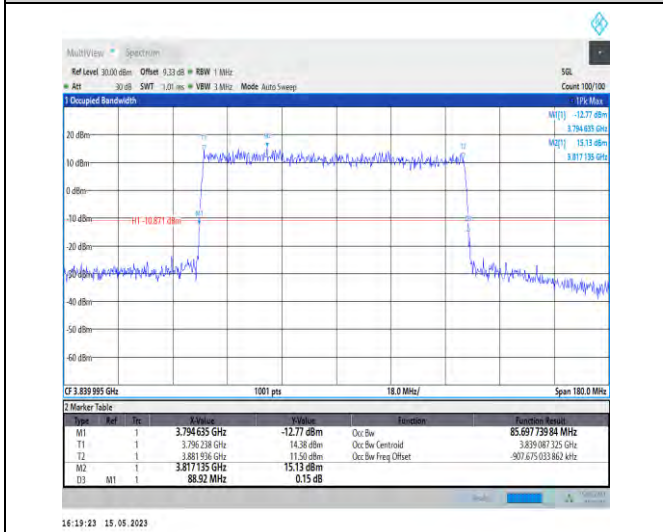 MultiView Spectrum
Ref Level 30.00 dBm Offset 9.33 dB RBW 1 MHz SGL
Att 30 dB SWT 1.01 ms VBW 3 MHz Mode Auto Sweep Count 100/100
1 Occupied Bandwidth 1Pk Max
M1[1] -12.77 dBm
3.794 635 GHz
M2[1] 15.13 dBm
3.817 135 GHz
20 dBm
T1 M2 T2
10 dBm
0 dBm
M1
-10 dBm H1 -10.871 dBm
-20 dBm
-30 dBm
-40 dBm
-50 dBm
-60 dBm
CF 3.839 995 GHz 1001 pts 18.0 MHz/ Span 180.0 MHz
2 Marker Table
Type Ref Trc X-Value Y-Value Function Function Result
M1 1 3.794 635 GHz -12.77 dBm Occ Bw 85.697 739 84 MHz
T1 1 3.796 238 GHz 14.38 dBm Occ Bw Centroid 3.839 087 325 GHz
T2 1 3.881 936 GHz 11.50 dBm Occ Bw Freq Offset -907.675 033 862 kHz
M2 1 3.817 135 GHz 15.13 dBm
D3 M1 1 88.92 MHz 0.15 dB
16:19:23 15.05.2023